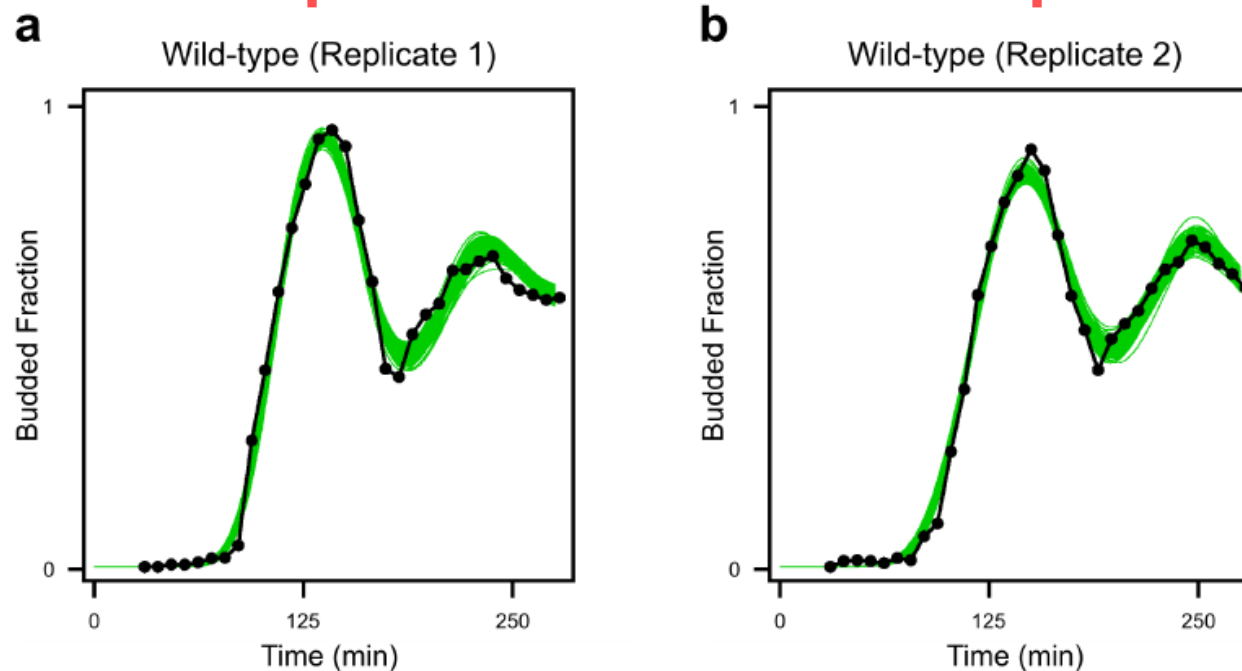 a
Wild-type (Replicate 1)
1
Budded Fraction
0
0 125 250
Time (min)
b
Wild-type (Replicate 2)
1
Budded Fraction
0
0 125 250
Time (min)